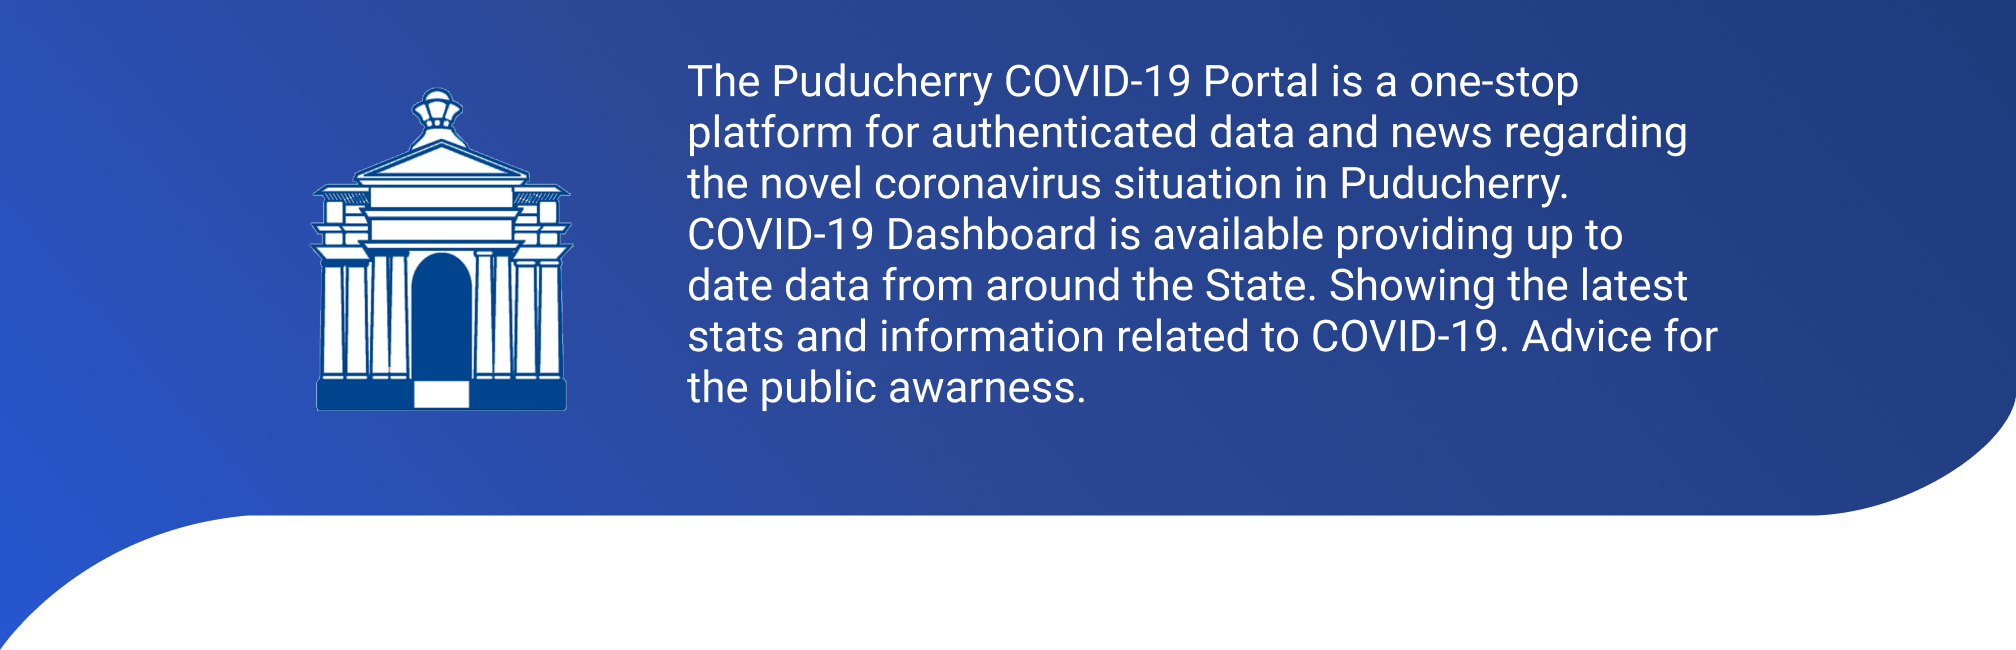 The Puducherry COVID-19 Portal is a one-stop
platform for authenticated data and news regarding
the novel coronavirus situation in Puducherry.
COVID-19 Dashboard is available providing up to
date data from around the State. Showing the latest
stats and information related to COVID-19. Advice for
the public awarness.